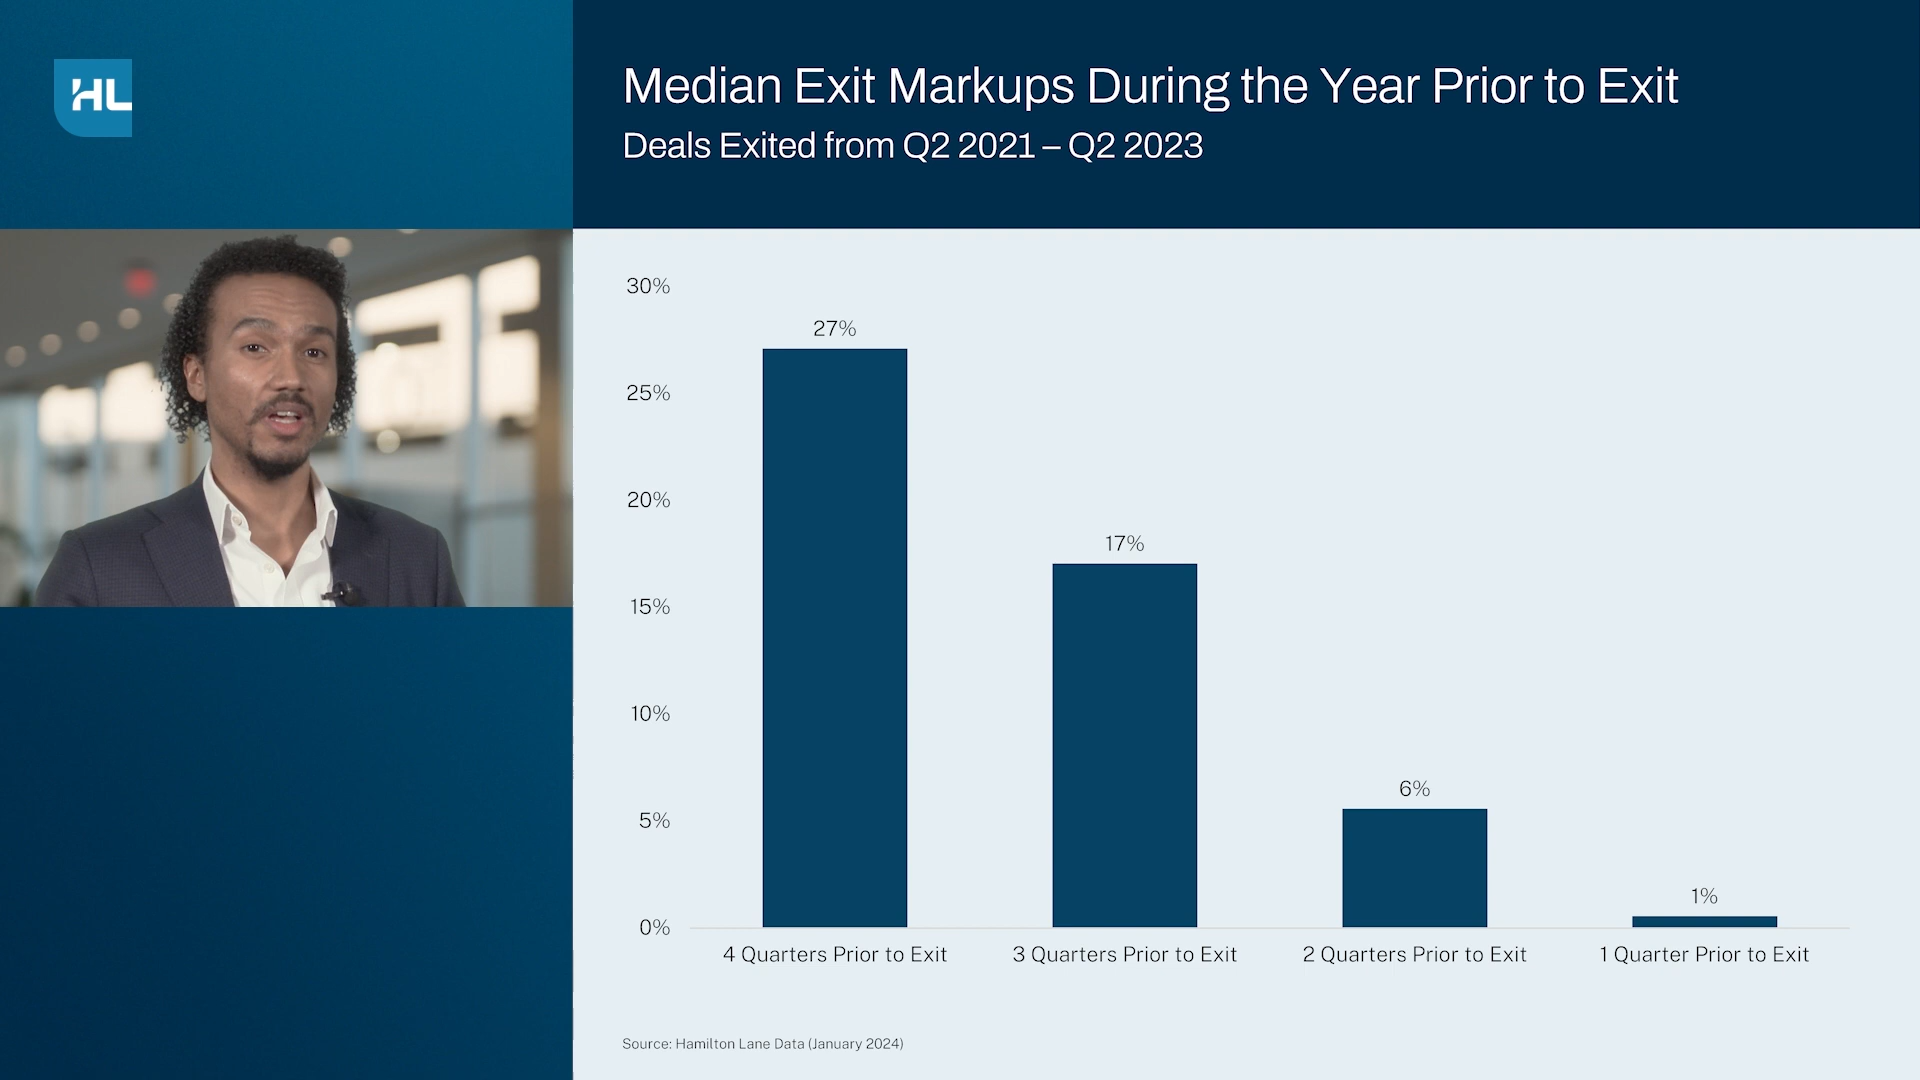 HL
Median Exit Markups During the Year Prior to Exit
Deals Exited from Q2 2021 – Q2 2023
30%
27%
25%
20%
17%
15%
10%
6%
5%
1%
0%
4 Quarters Prior to Exit
3 Quarters Prior to Exit
2 Quarters Prior to Exit
1 Quarter Prior to Exit
Source: Hamilton Lane Data (January 2024)